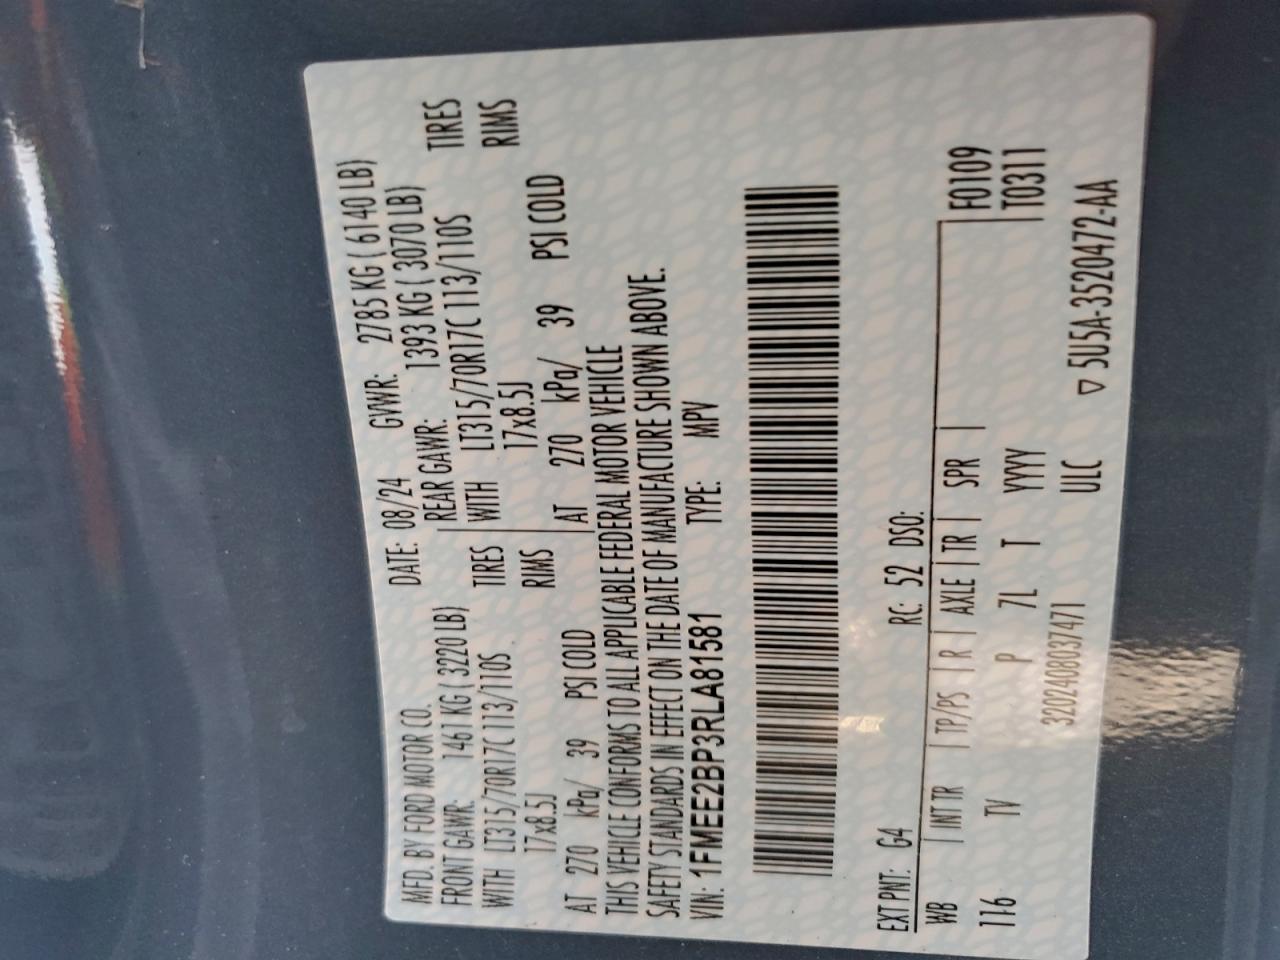 MFD. BY FORD MOTOR CO. DATE: 08/24 GVWR: 2785 KG ( 6140 LB)
FRONT GAWR: 1461 KG ( 3220 LB) REAR GAWR: 1393 KG ( 3070 LB)
WITH LT315/70R17C 113/110S TIRES WITH LT315/70R17C 113/110S TIRES
17x8.5J RIMS 17x8.5J RIMS
AT 270 kPa/ 39 PSI COLD AT 270 kPa/ 39 PSI COLD
THIS VEHICLE CONFORMS TO ALL APPLICABLE FEDERAL MOTOR VEHICLE
SAFETY STANDARDS IN EFFECT ON THE DATE OF MANUFACTURE SHOWN ABOVE.
VIN: 1FMEE2BP3RLA81581 TYPE: MPV
EXT PNT: G4 RC: 52 DSO:
WB | INT TR | TP/PS | R | AXLE | TR | SPR | F0109
116 TV P 7L T YYYY T0311
3202408037471 ULC ▽ 5U5A-3520472-AA